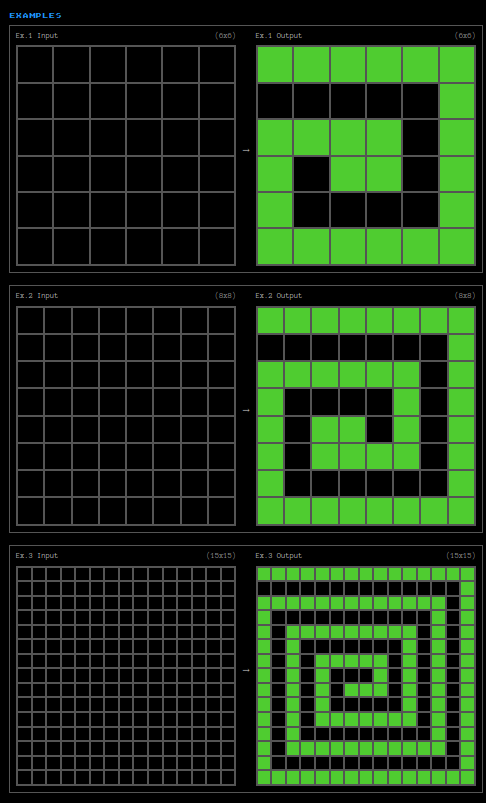 EXAMPLES
Ex.1 Input (6x6) Ex.1 Output (6x6)
→
Ex.2 Input (8x8) Ex.2 Output (8x8)
→
Ex.3 Input (15x15) Ex.3 Output (15x15)
→